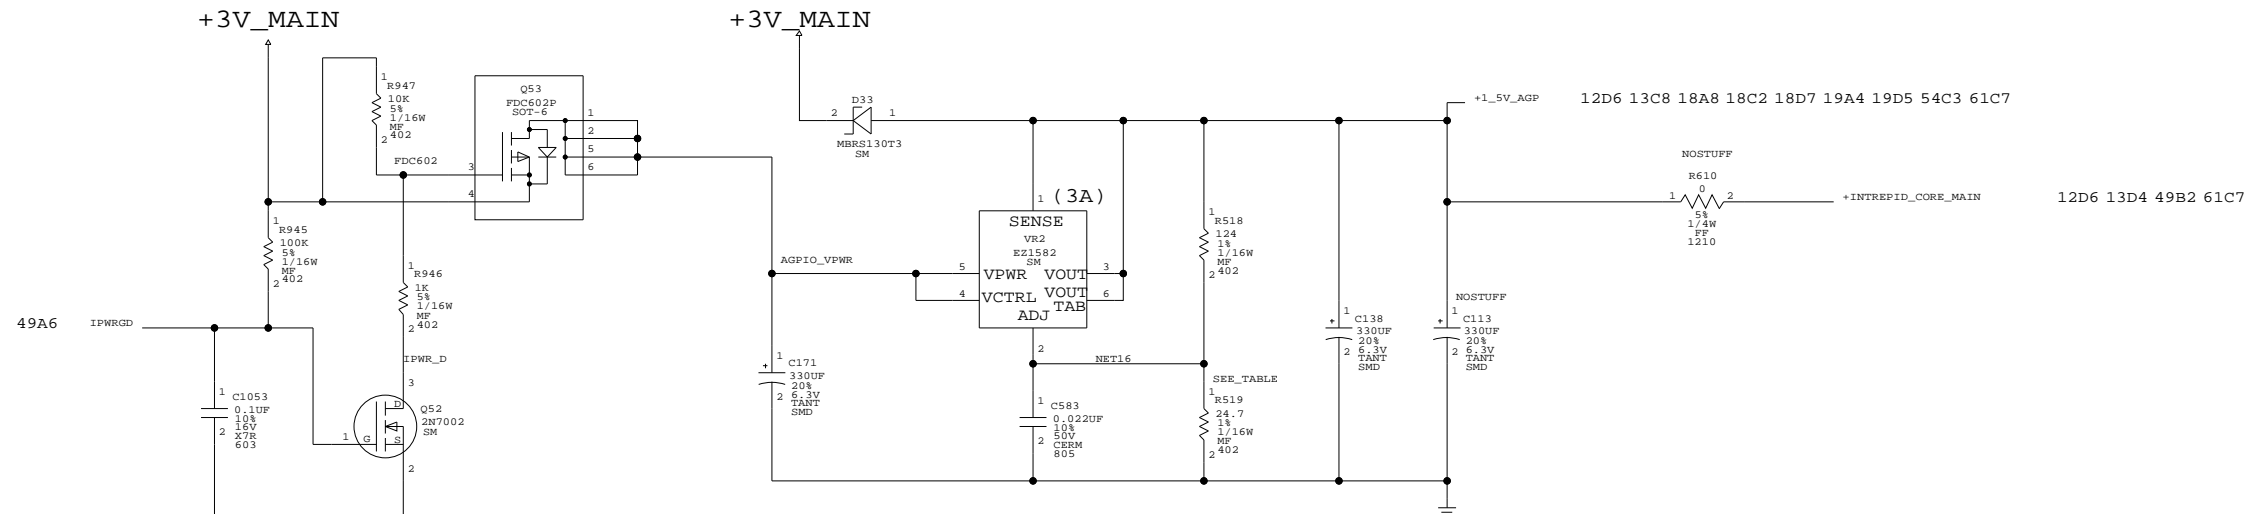 +3V_MAIN
1
R947
10K
5%
1/16W
MF
402
2
FDC602
Q53
FDC602P
SOT-6
1
2
5
6
3
4
1
R945
100K
5%
1/16W
MF
402
2
1
R946
1K
5%
1/16W
MF
402
2
49A6 IPWRGD
IPWR_D
1
C1053
0.1UF
10%
16V
X7R
603
2
3
D
Q52
2N7002
SM
1 G S
2
+3V_MAIN
D33
2 1
MBRS130T3
SM
+1_5V_AGP 12D6 13C8 18A8 18C2 18D7 19A4 19D5 54C3 61C7
1 (3A)
SENSE
VR2
EZ1582
SM
5 VPWR VOUT 3
4 VCTRL VOUT 6
TAB
ADJ
2
AGPIO_VPWR
NET16
1
R518
124
1%
1/16W
MF
402
2
SEE_TABLE
1
R519
24.7
1%
1/16W
MF
402
2
1
C171
+
330UF
20%
6.3V
TANT
SMD
2
1
C583
0.022UF
10%
50V
CERM
805
2
1
C138
+
330UF
20%
6.3V
TANT
SMD
2
NOSTUFF
1
C113
+
330UF
20%
6.3V
TANT
SMD
2
NOSTUFF
R610
0
1 2
5%
1/4W
FF
1210
+INTREPID_CORE_MAIN 12D6 13D4 49B2 61C7